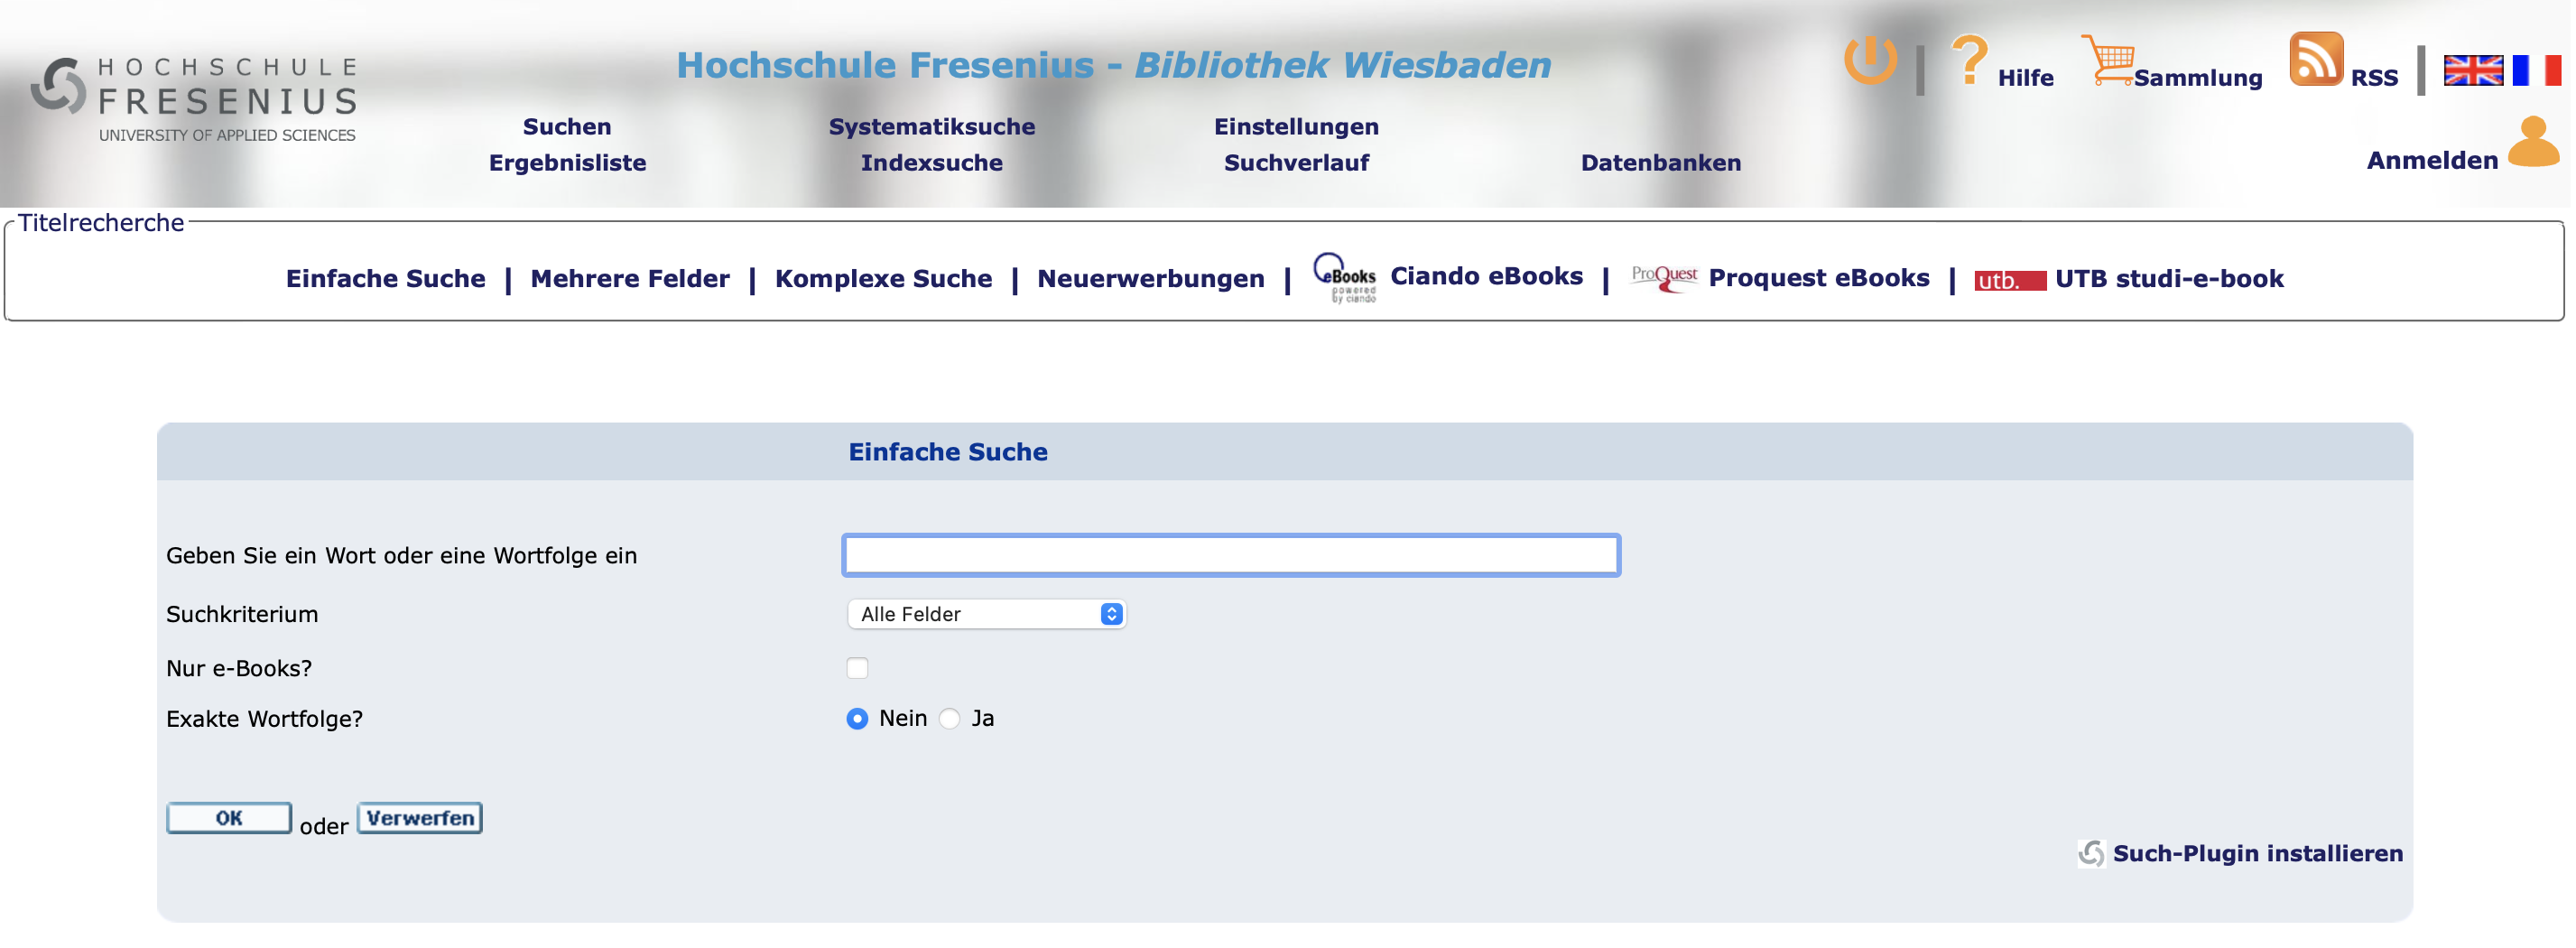 HOCHSCHULE
FRESENIUS
UNIVERSITY OF APPLIED SCIENCES
Hochschule Fresenius - Bibliothek Wiesbaden
? Hilfe Sammlung RSS
Suchen Systematiksuche Einstellungen
Ergebnisliste Indexsuche Suchverlauf Datenbanken
Anmelden
Titelrecherche
Einfache Suche | Mehrere Felder | Komplexe Suche | Neuerwerbungen | eBooks powered by ciando Ciando eBooks | ProQuest Proquest eBooks | utb. UTB studi-e-book
Einfache Suche
Geben Sie ein Wort oder eine Wortfolge ein
Suchkriterium Alle Felder
Nur e-Books?
Exakte Wortfolge? Nein Ja
OK oder Verwerfen
Such-Plugin installieren